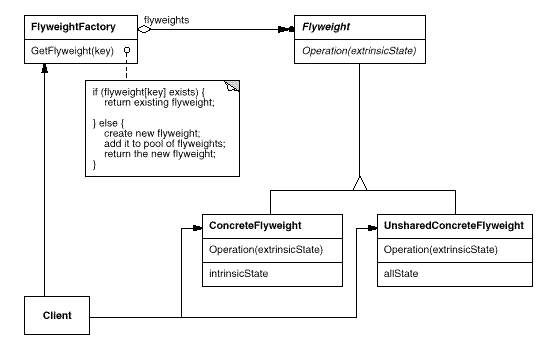 flyweights
FlyweightFactory
GetFlyweight(key)
Flyweight
Operation(extrinsicState)
if (flyweight[key] exists) {
return existing flyweight;
} else {
create new flyweight;
add it to pool of flyweights;
return the new flyweight;
}
ConcreteFlyweight
Operation(extrinsicState)
intrinsicState
UnsharedConcreteFlyweight
Operation(extrinsicState)
allState
Client